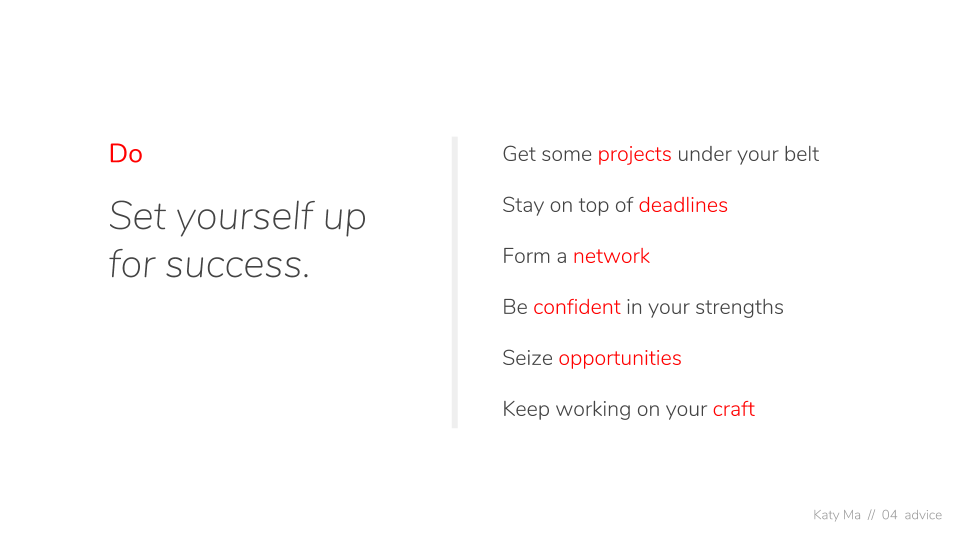 Do
Set yourself up
for success.
Get some projects under your belt
Stay on top of deadlines
Form a network
Be confident in your strengths
Seize opportunities
Keep working on your craft
Katy Ma // 04 advice